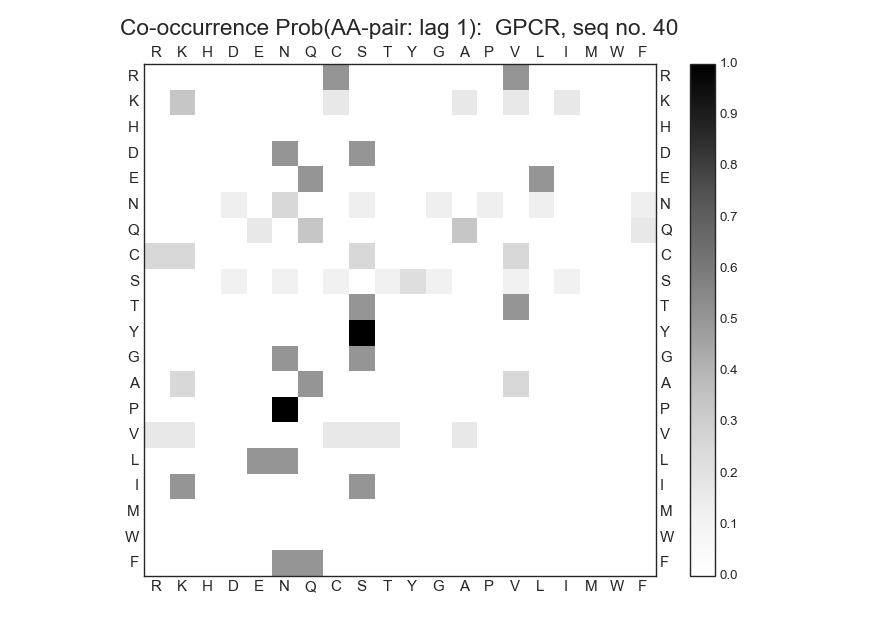 Co-occurrence Prob(AA-pair: lag 1):  GPCR, seq no. 40
R K H D E N Q C S T Y G A P V L I M W F
R R 1.0
K K 0.9
H H
D D 0.8
E E
N N 0.7
Q Q
C C 0.6
S S
T T 0.5
Y Y
G G 0.4
A A
P P 0.3
V V
L L 0.2
I I
M M 0.1
W W
F F 0.0
R K H D E N Q C S T Y G A P V L I M W F